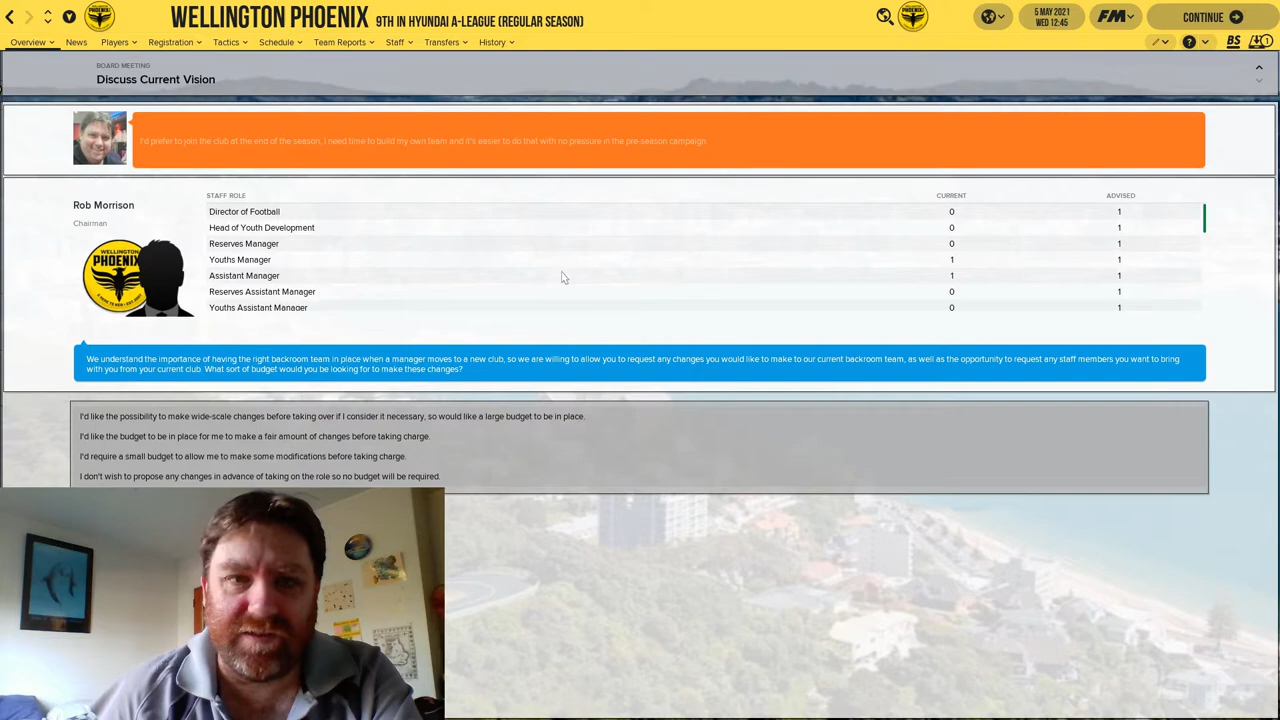 WELLINGTON PHOENIX 9TH IN HYUNDAI A-LEAGUE (REGULAR SEASON)
5 MAY 2021
WED 12:45
FM
CONTINUE
Overview
News
Players
Registration
Tactics
Schedule
Team Reports
Staff
Transfers
History
?
BS
1
BOARD MEETING
Discuss Current Vision
I'd prefer to join the club at the end of the season, I need time to build my own team and it's easier to do that with no pressure in the pre-season campaign.
Rob Morrison
Chairman
WELLINGTON
PHOENIX
STAFF ROLE CURRENT ADVISED
Director of Football 0 1
Head of Youth Development 0 1
Reserves Manager 0 1
Youths Manager 1 1
Assistant Manager 1 1
Reserves Assistant Manager 0 1
Youths Assistant Manager 0 1
We understand the importance of having the right backroom team in place when a manager moves to a new club, so we are willing to allow you to request any changes you would like to make to our current backroom team, as well as the opportunity to request any staff members you want to bring
with you from your current club. What sort of budget would you be looking for to make these changes?
I'd like the possibility to make wide-scale changes before taking over if I consider it necessary, so would like a large budget to be in place.
I'd like the budget to be in place for me to make a fair amount of changes before taking charge.
I'd require a small budget to allow me to make some modifications before taking charge.
I don't wish to propose any changes in advance of taking on the role so no budget will be required.